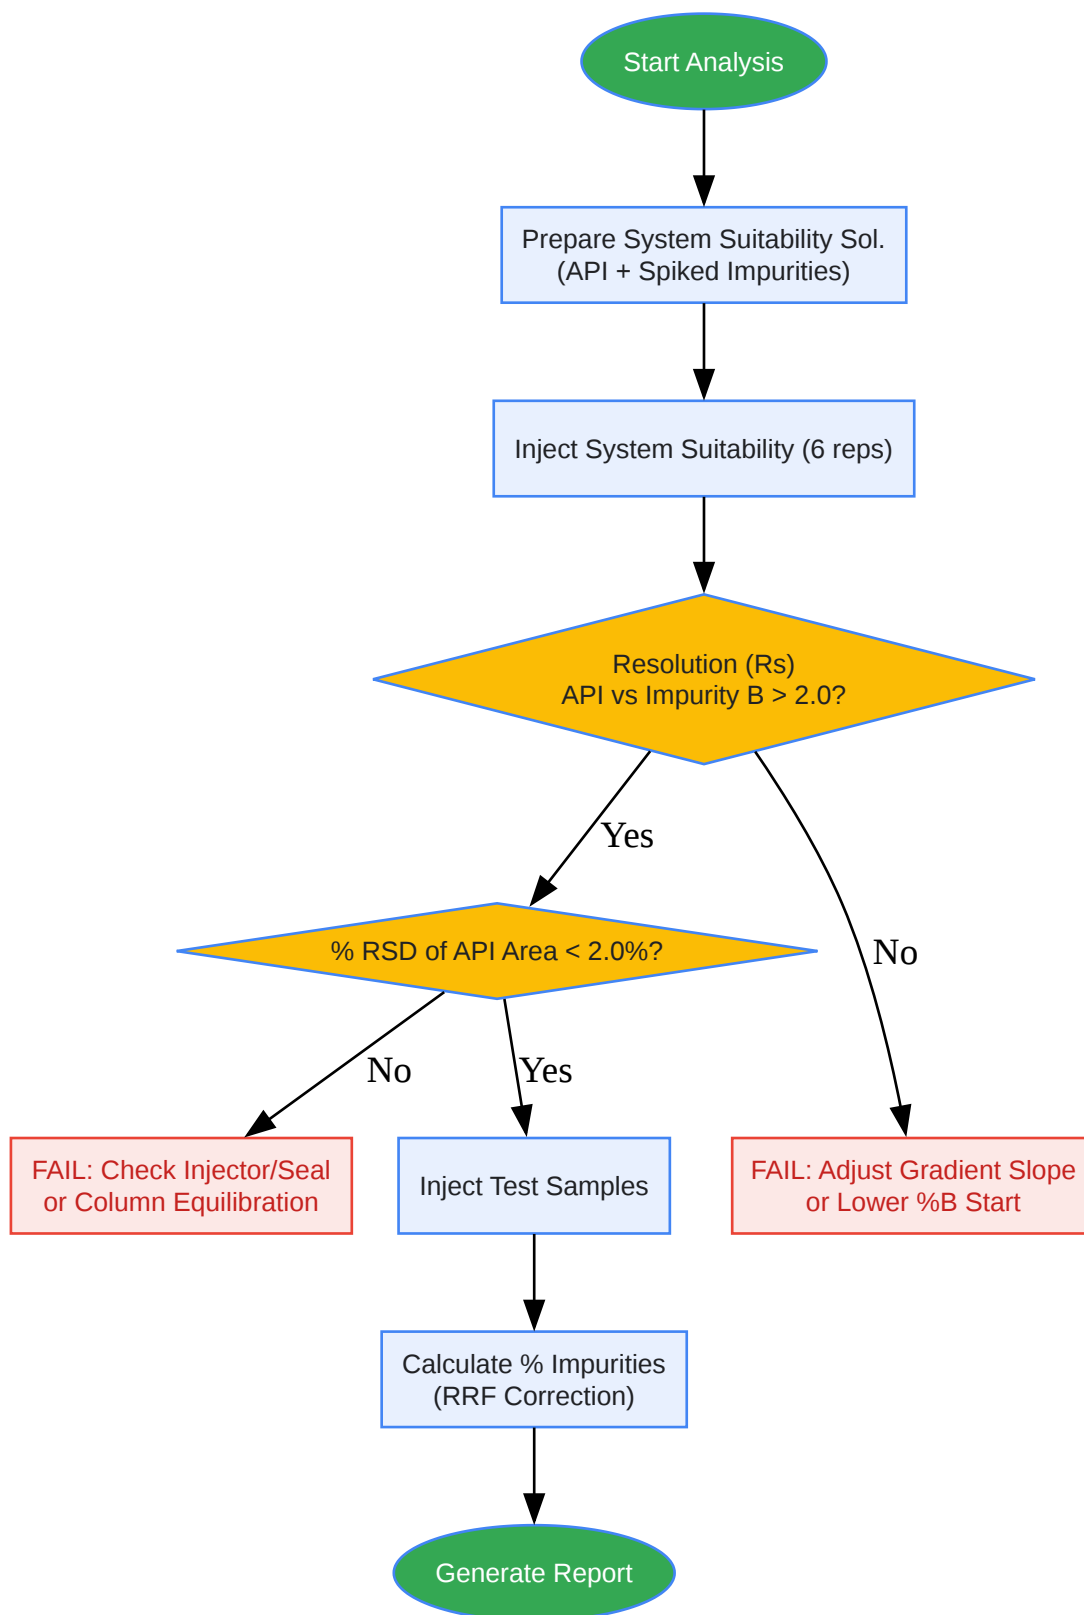 Start Analysis
Prepare System Suitability Sol.
(API + Spiked Impurities)
Inject System Suitability (6 reps)
Resolution (Rs)
API vs Impurity B > 2.0?
Yes
No
% RSD of API Area < 2.0%?
No
Yes
FAIL: Check Injector/Seal
or Column Equilibration
Inject Test Samples
FAIL: Adjust Gradient Slope
or Lower %B Start
Calculate % Impurities
(RRF Correction)
Generate Report